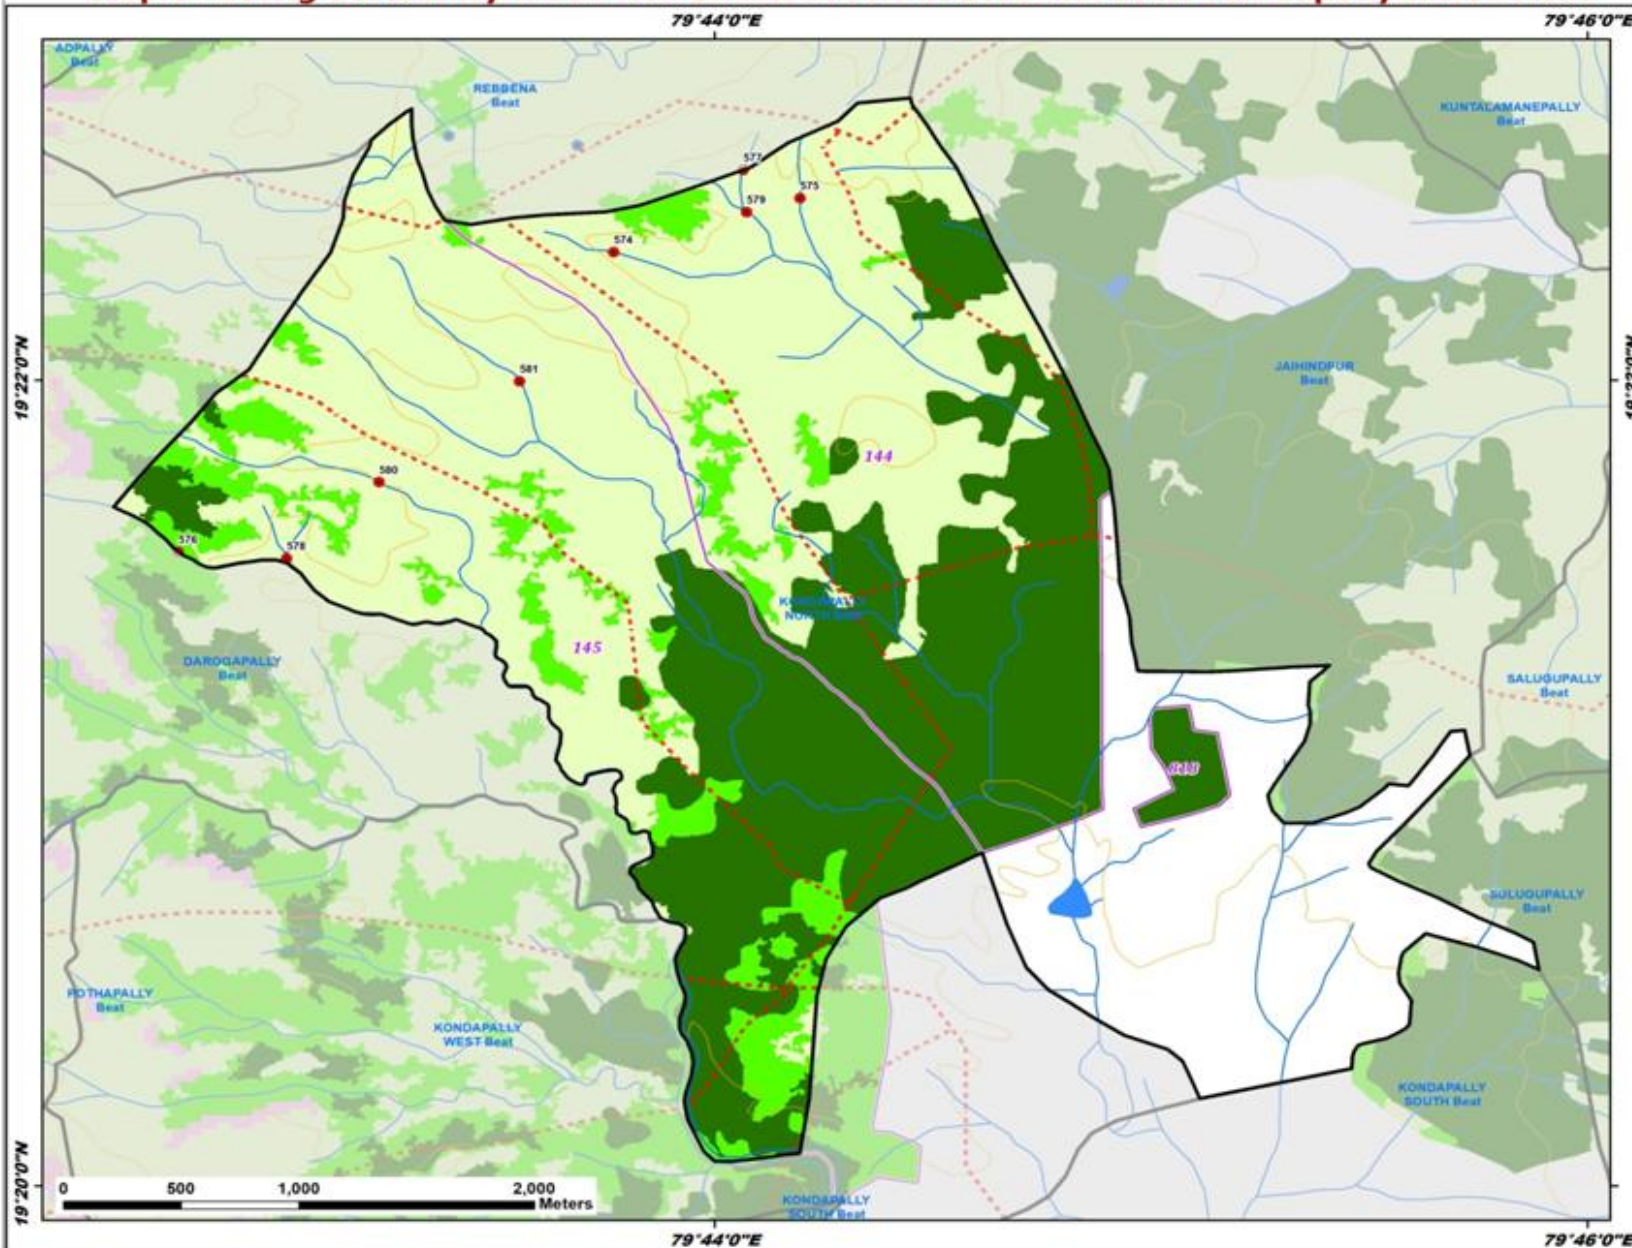 79°44'0"E
79°46'0"E
ADPALLY
Beat
REBBENA
Beat
KUNTALAMANEPALLY
Beat
577
575
579
574
19°22'0"N
581
JAIHINDPUR
Beat
144
580
576
578
NORTH Beat
145
DAROGAPALLY
Beat
SALUGUPALLY
Beat
SULUGUPALLY
Beat
POTHAPALLY
Beat
KONDAPALLY
WEST Beat
KONDAPALLY
SOUTH Beat
19°20'0"N
0 500 1,000 2,000
Meters
KONDAPALLY
SOUTH Beat
79°44'0"E
79°46'0"E